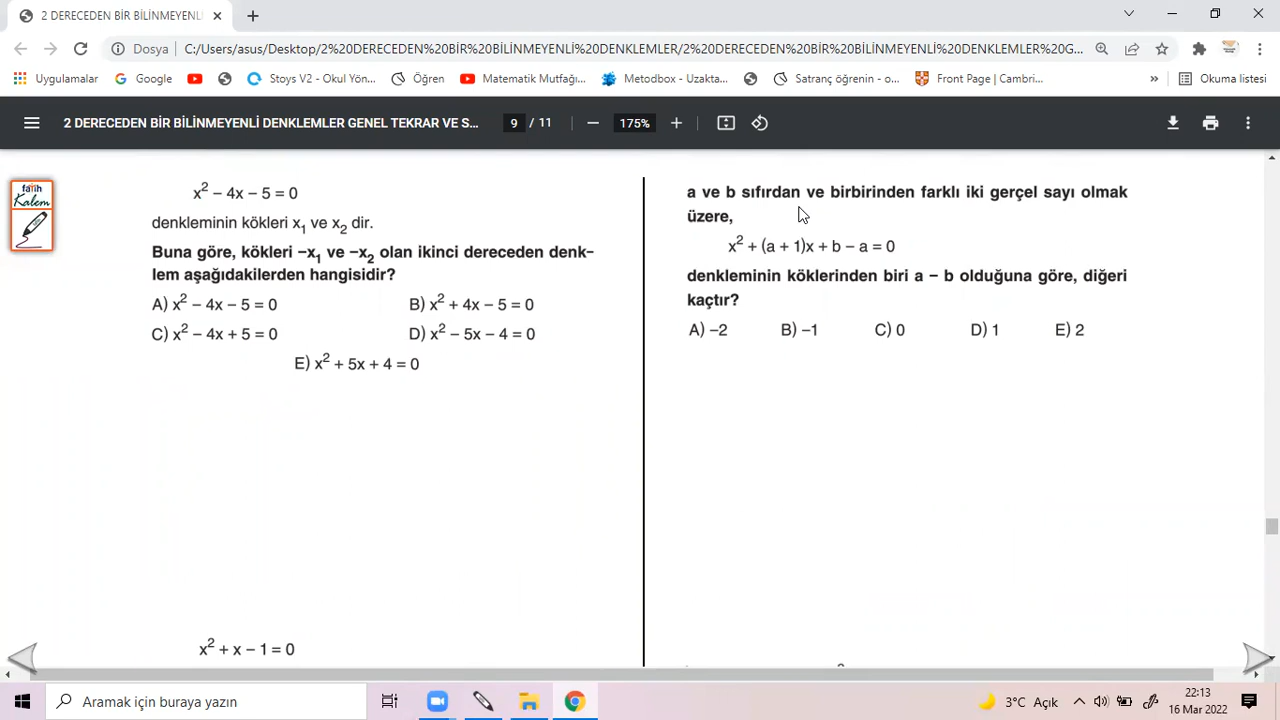 2 DERECEDEN BİR BİLİNMEYENLİ
Dosya
C:/Users/asus/Desktop/2%20DERECEDEN%20BİR%20BİLİNMEYENLİ%20DENKLEMLER/2%20DERECEDEN%20BİR%20BİLİNMEYENLİ%20DENKLEMLER%20G...
Uygulamalar
Google
Stoys V2 - Okul Yön...
Öğren
Matematik Mutfağı...
Metodbox - Uzakta...
Satranç öğrenin - o...
Front Page | Cambri...
»
Okuma listesi
2 DERECEDEN BİR BİLİNMEYENLİ DENKLEMLER GENEL TEKRAR VE S...
9 / 11
175%
fatih
Kalem
x² − 4x − 5 = 0
denkleminin kökleri x₁ ve x₂ dir.
Buna göre, kökleri −x₁ ve −x₂ olan ikinci dereceden denk-
lem aşağıdakilerden hangisidir?
A) x² − 4x − 5 = 0 B) x² + 4x − 5 = 0
C) x² − 4x + 5 = 0 D) x² − 5x − 4 = 0
E) x² + 5x + 4 = 0
x² + x − 1 = 0
a ve b sıfırdan ve birbirinden farklı iki gerçel sayı olmak
üzere,
x² + (a + 1)x + b − a = 0
denkleminin köklerinden biri a − b olduğuna göre, diğeri
kaçtır?
A) −2 B) −1 C) 0 D) 1 E) 2
Aramak için buraya yazın
3°C Açık
22:13
16 Mar 2022